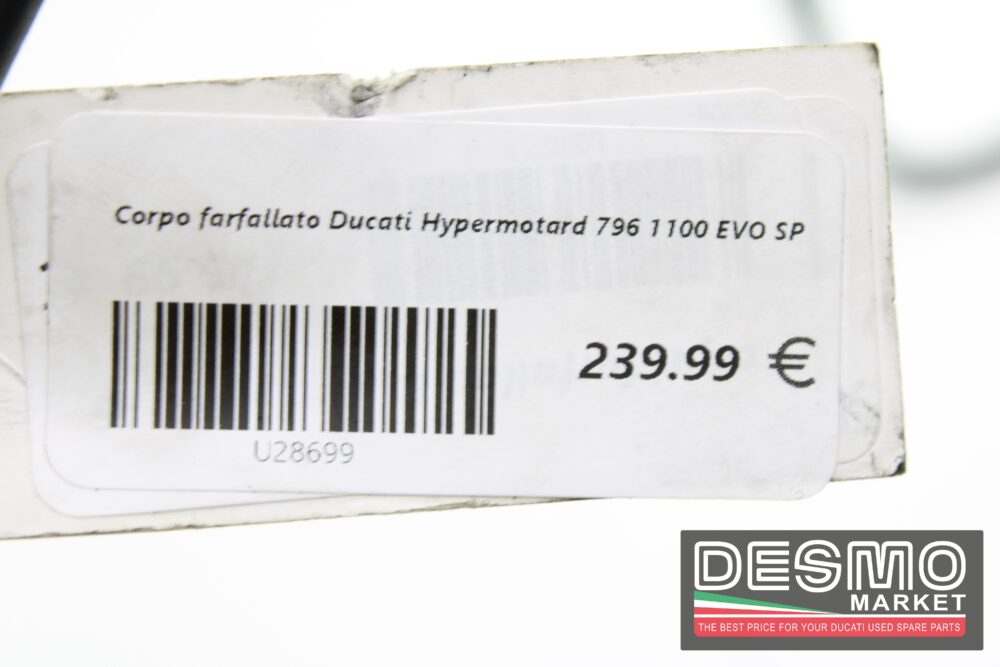 Corpo farfallato Ducati Hypermotard 796 1100 EVO SP
239.99 €
U28699
DESMO
MARKET
THE BEST PRICE FOR YOUR DUCATI USED SPARE PARTS